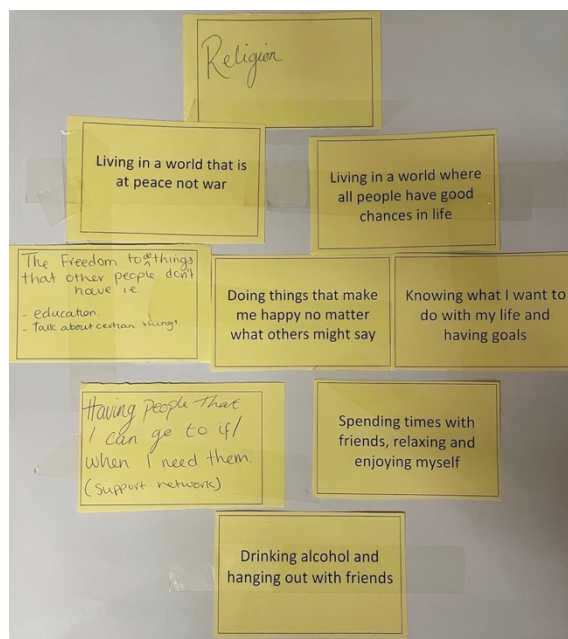 Religion
Living in a world that is
at peace not war
Living in a world where
all people have good
chances in life
The Freedom to do things
that other people don't
have i.e
- education.
- talk about certain things.
Doing things that make
me happy no matter
what others might say
Knowing what I want to
do with my life and
having goals
Having people that
I can go to if/
when I need them.
(support network)
Spending times with
friends, relaxing and
enjoying myself
Drinking alcohol and
hanging out with friends